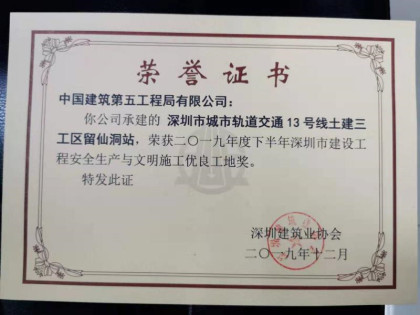 荣誉证书
中国建筑第五工程局有限公司：
你公司承建的 深圳市城市轨道交通13号线土建三
工区留仙洞站，荣获二〇一九年度下半年深圳市建设工
程安全生产与文明施工优良工地奖。
特发此证
深圳建筑业协会
二〇一九年十二月